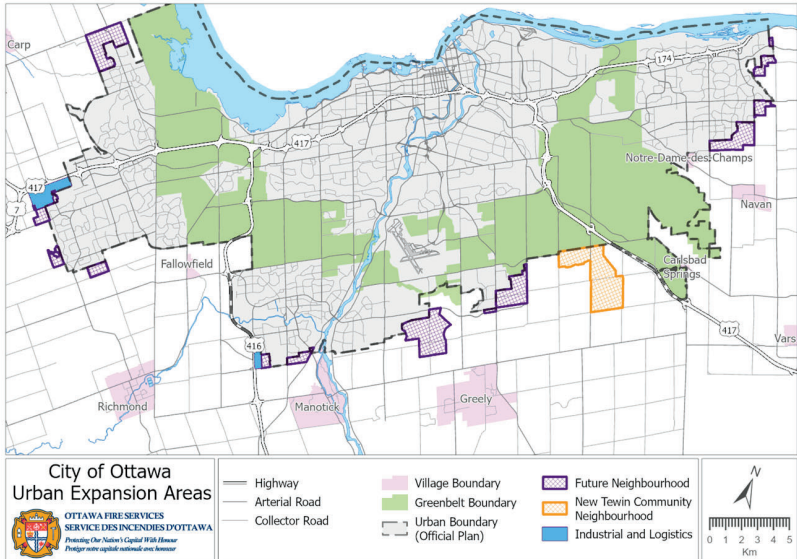 Carp
174
417
417
Notre-Dame-des-Champs
417
7
Navan
Fallowfield
Carlsbad
Springs
416
417
Vars
Richmond
Manotick
Greely
City of Ottawa
Urban Expansion Areas
OTTAWA FIRE SERVICES
SERVICE DES INCENDIES D'OTTAWA
Protecting Our Nation's Capital With Honour
Protéger notre capitale nationale avec honneur
Highway
Arterial Road
Collector Road
Village Boundary
Greenbelt Boundary
Urban Boundary
(Official Plan)
Future Neighbourhood
New Tewin Community
Neighbourhood
Industrial and Logistics
N
0 1 2 3 4 5
Km